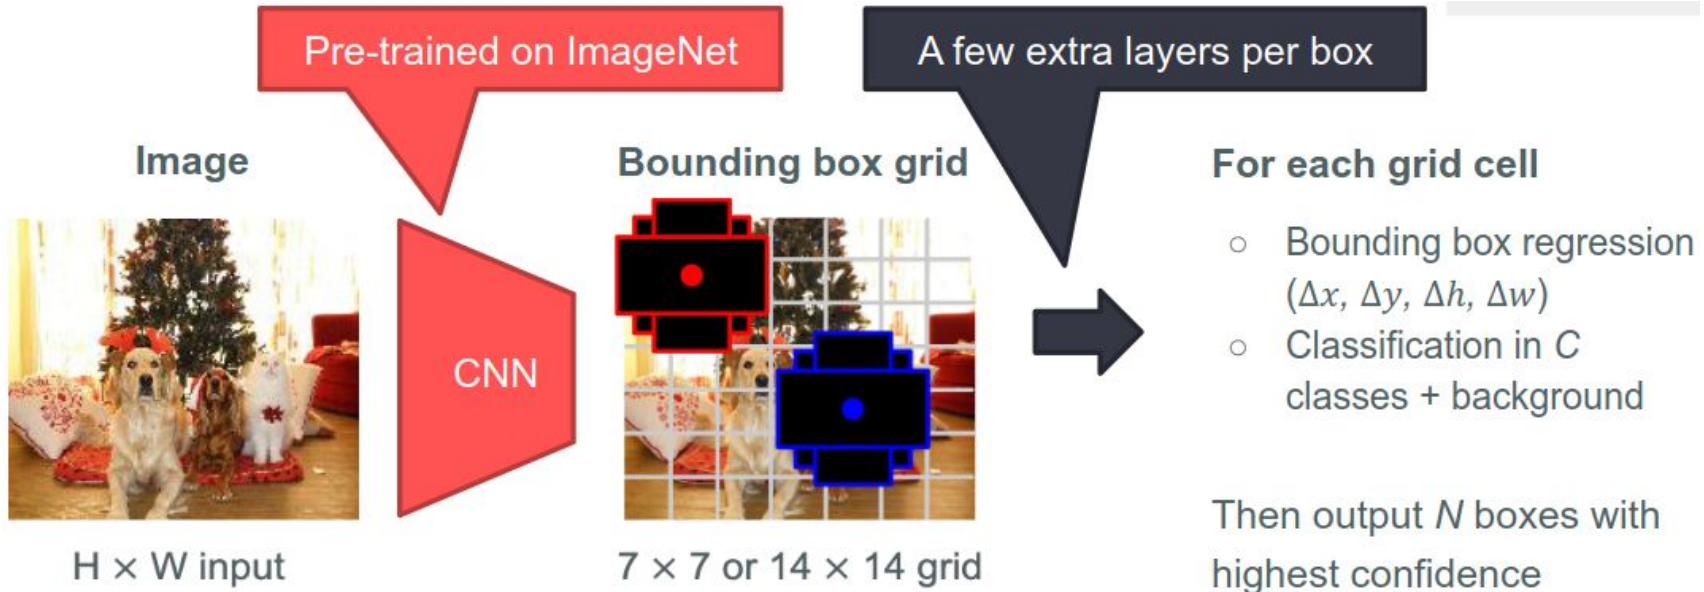 Pre-trained on ImageNet
A few extra layers per box
Image
Bounding box grid
For each grid cell
CNN
○ Bounding box regression
(Δx, Δy, Δh, Δw)
○ Classification in C
classes + background
H × W input
7 × 7 or 14 × 14 grid
Then output N boxes with
highest confidence